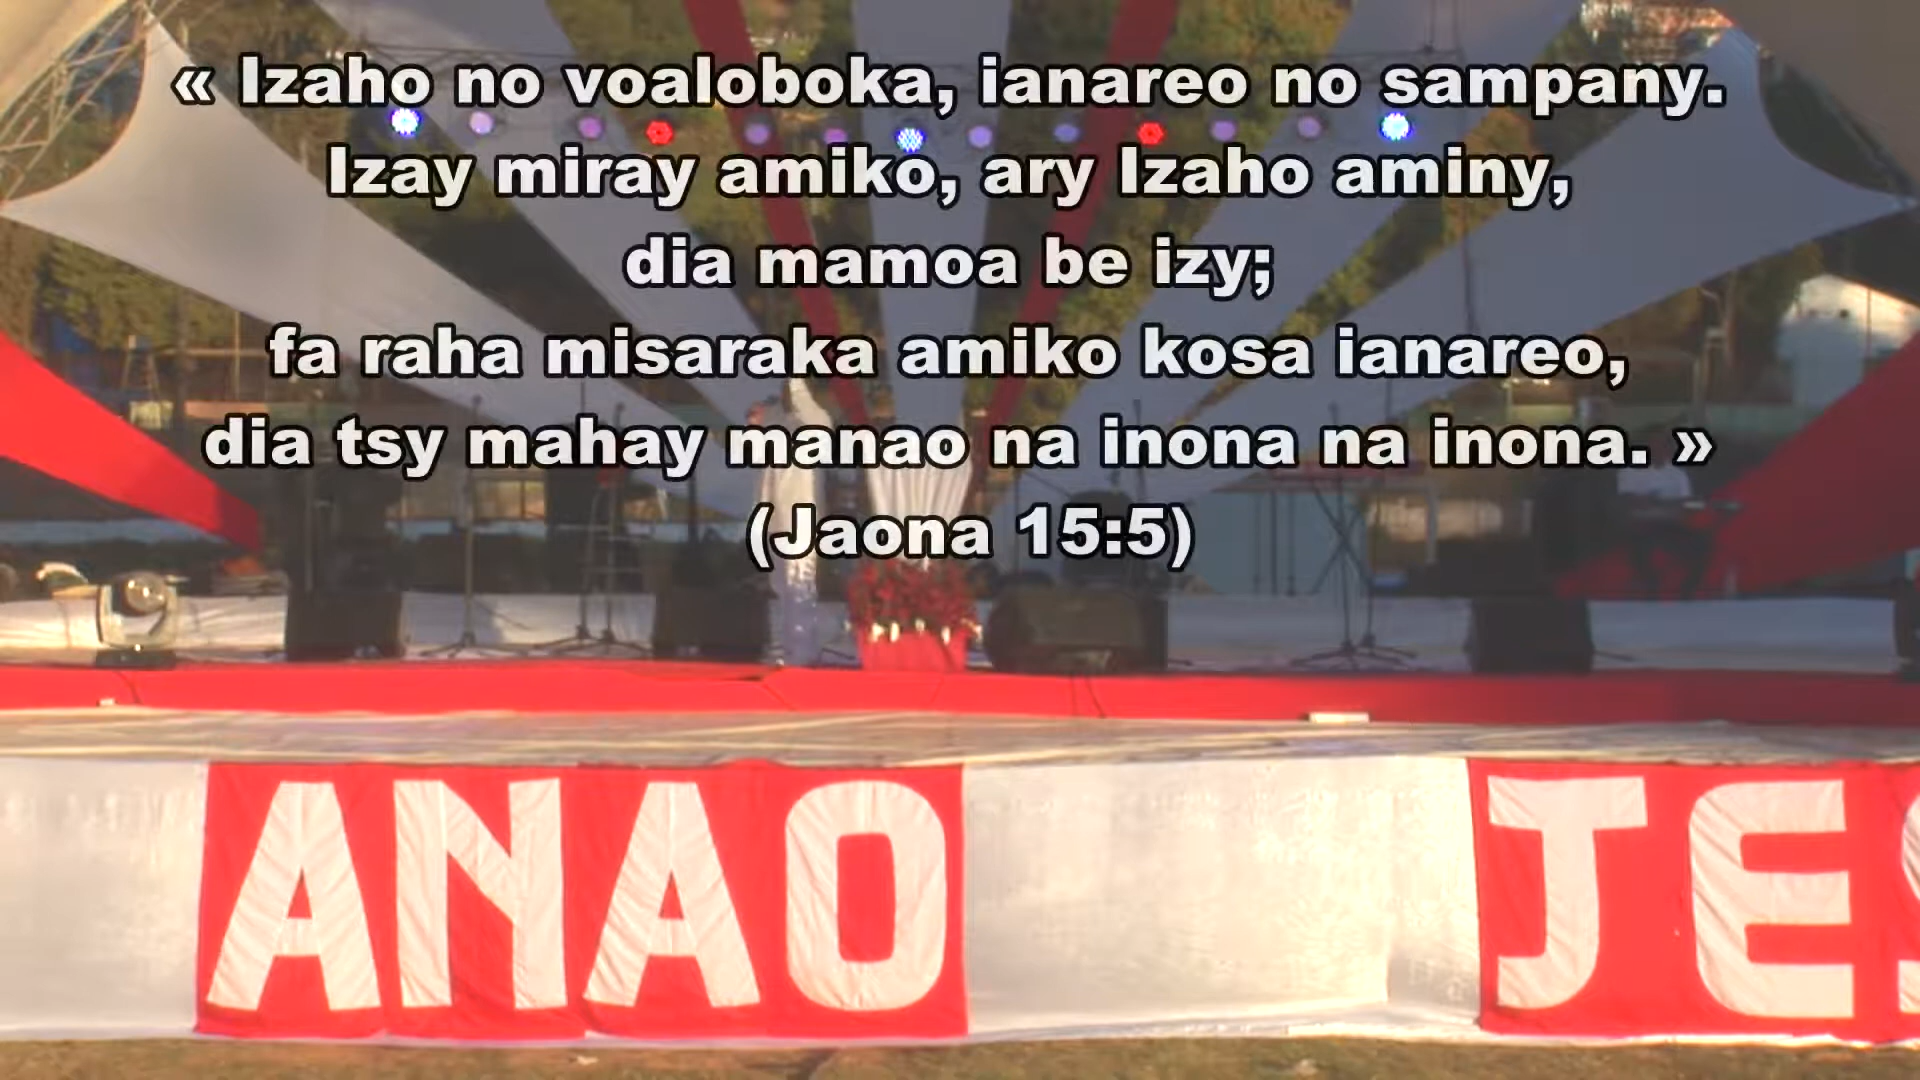 « Izaho no voaloboka, ianareo no sampany.
Izay miray amiko, ary Izaho aminy,
dia mamoa be izy;
fa raha misaraka amiko kosa ianareo,
dia tsy mahay manao na inona na inona. »
(Jaona 15:5)
ANAO JES